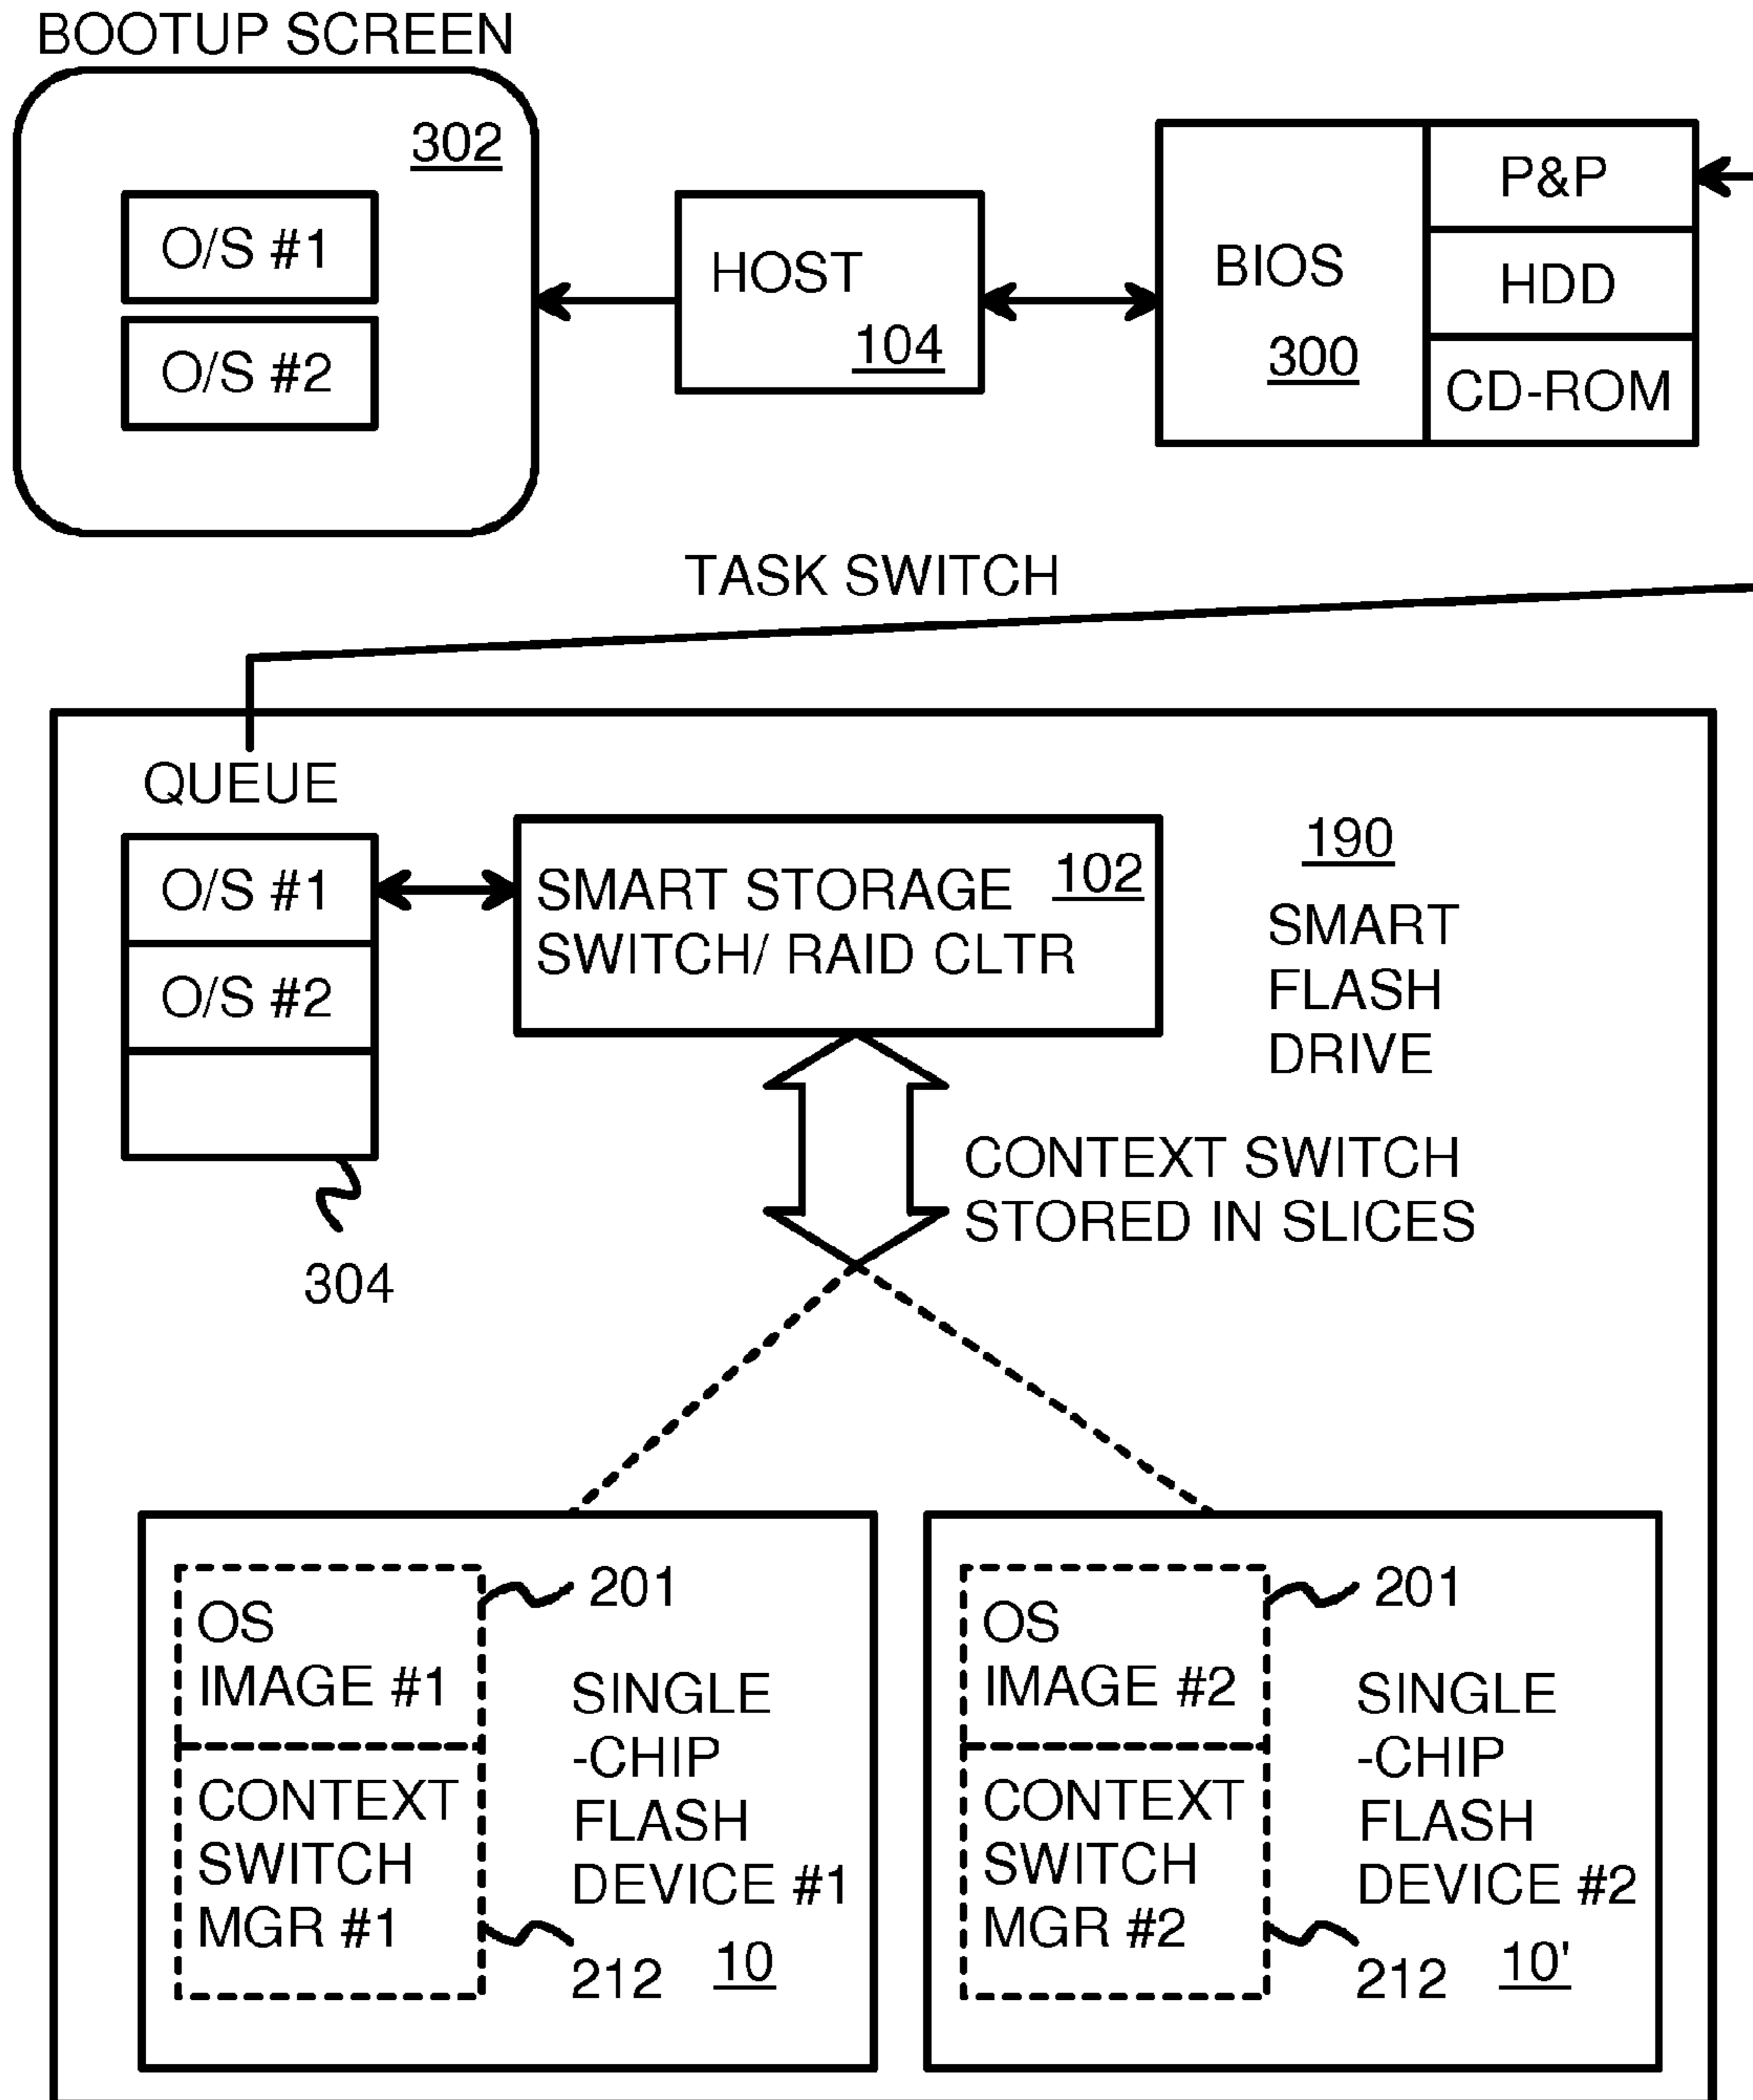 BOOTUP SCREEN
302
O/S #1
O/S #2
HOST
104
BIOS
300
P&P
HDD
CD-ROM
TASK SWITCH
QUEUE
O/S #1
O/S #2
304
SMART STORAGE
SWITCH/ RAID CLTR
102
190
SMART
FLASH
DRIVE
CONTEXT SWITCH
STORED IN SLICES
OS
IMAGE #1
201
CONTEXT
SWITCH
MGR #1
212
SINGLE
-CHIP
FLASH
DEVICE #1
10
OS
IMAGE #2
201
CONTEXT
SWITCH
MGR #2
212
SINGLE
-CHIP
FLASH
DEVICE #2
10'